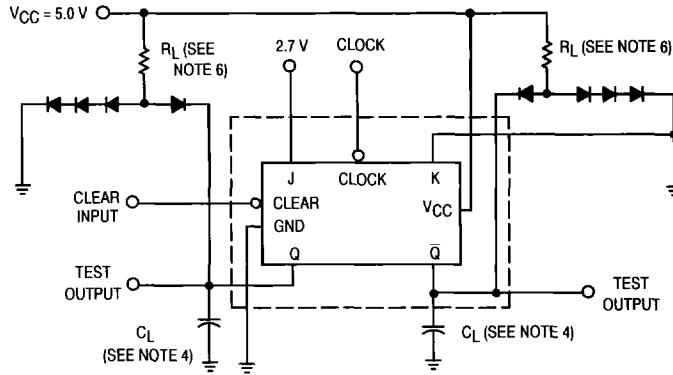 VCC = 5.0 V
RL (SEE
NOTE 6)
2.7 V
CLOCK
RL (SEE NOTE 6)
J
CLOCK
K
CLEAR
INPUT
CLEAR
VCC
GND
Q
Q̅
TEST
OUTPUT
TEST
OUTPUT
CL
(SEE NOTE 4)
CL (SEE NOTE 4)